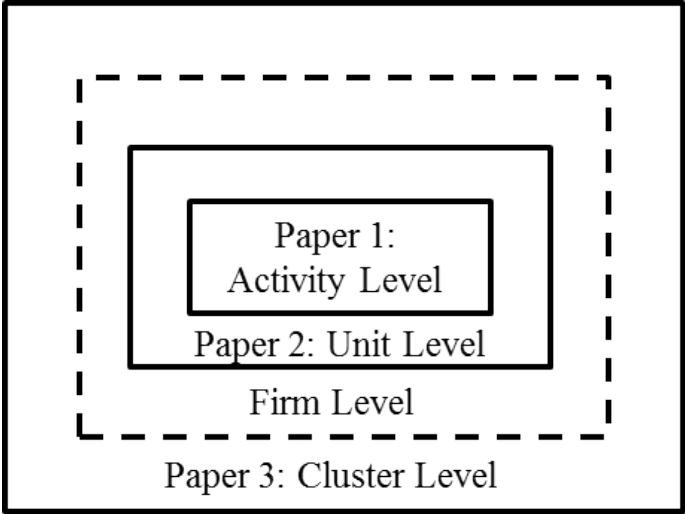 Paper 1:
Activity Level
Paper 2: Unit Level
Firm Level
Paper 3: Cluster Level